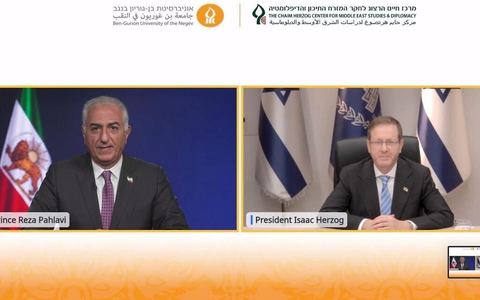 אוניברסיטת בן-גוריון בנגב
جامعة بن غوريون في النقب
Ben-Gurion University of the Negev
מרכז חיים הרצוג לחקר המזרח התיכון והדיפלומטיה
THE CHAIM HERZOG CENTER FOR MIDDLE EAST STUDIES & DIPLOMACY
مركز حاييم هرتصوغ لدراسات الشرق الأوسط والدبلوماسية
rince Reza Pahlavi
President Isaac Herzog